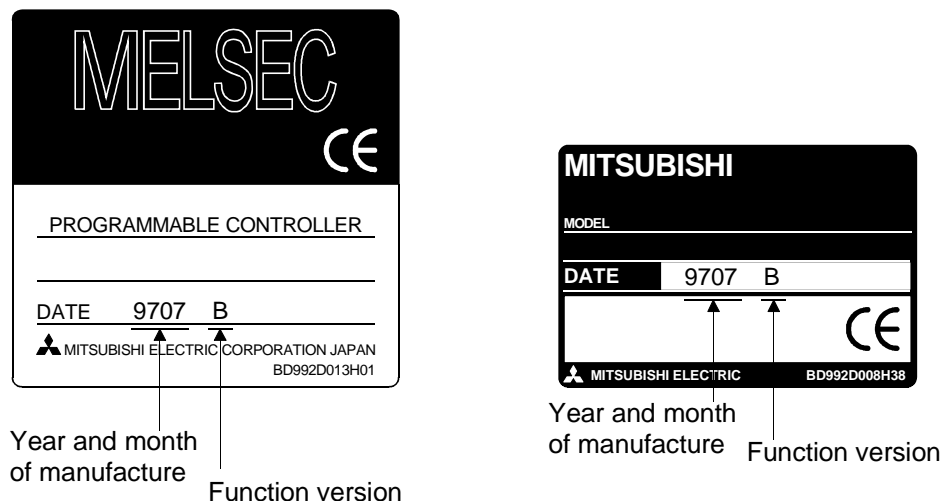 MELSEC
CE
PROGRAMMABLE CONTROLLER
DATE 9707 B
MITSUBISHI ELECTRIC CORPORATION JAPAN
BD992D013H01
Year and month
of manufacture
Function version
MITSUBISHI
MODEL
DATE 9707 B
CE
MITSUBISHI ELECTRIC BD992D008H38
Year and month
of manufacture
Function version